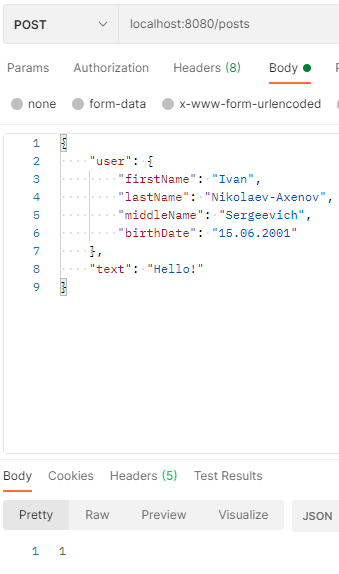 POST localhost:8080/posts
Params Authorization Headers (8) Body
none form-data x-www-form-urlencoded
1 {
2 "user": {
3 "firstName": "Ivan",
4 "lastName": "Nikolaev-Axenov",
5 "middleName": "Sergeevich",
6 "birthDate": "15.06.2001"
7 },
8 "text": "Hello!"
9 }
Body Cookies Headers (5) Test Results
Pretty Raw Preview Visualize JSON
1 1